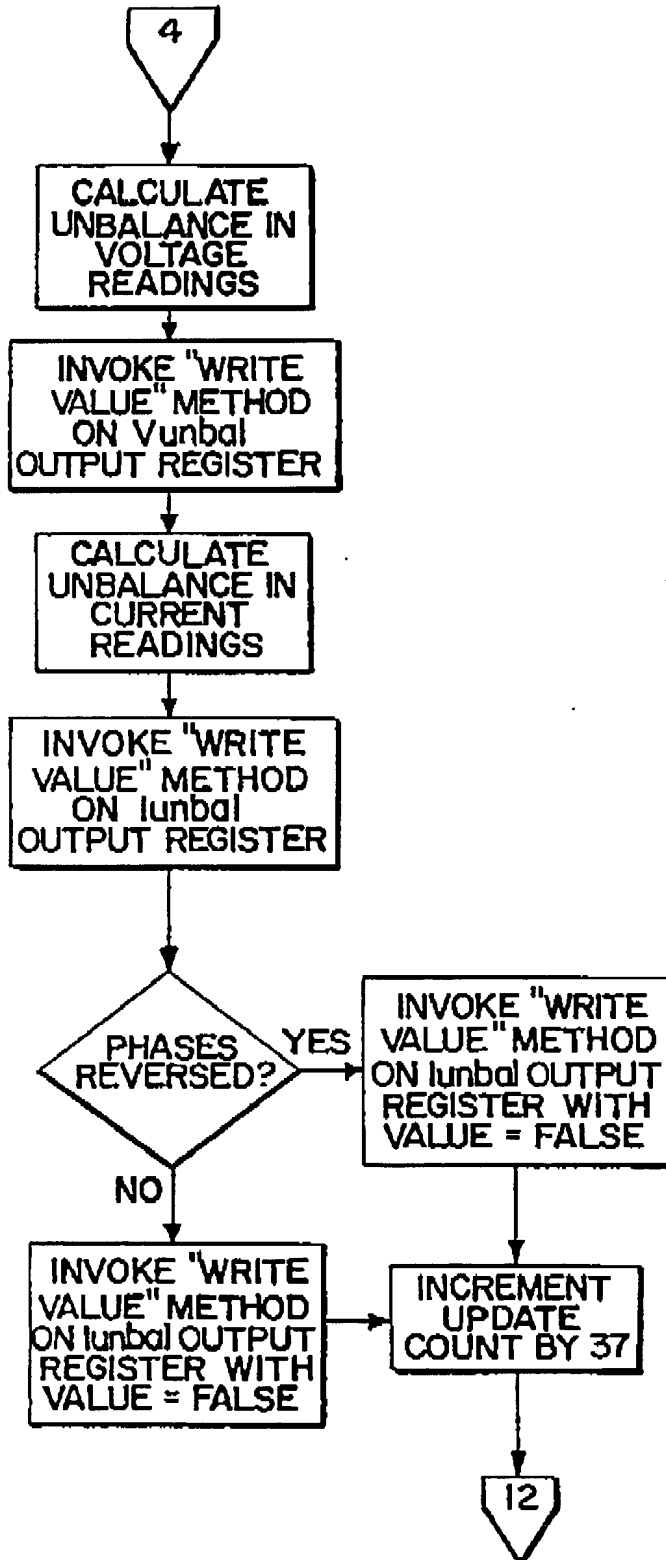 4
CALCULATE
UNBALANCE IN
VOLTAGE
READINGS
INVOKE "WRITE
VALUE" METHOD
ON Vunbal
OUTPUT REGISTER
CALCULATE
UNBALANCE IN
CURRENT
READINGS
INVOKE "WRITE
VALUE" METHOD
ON Iunbal
OUTPUT REGISTER
PHASES
REVERSED?
YES
INVOKE "WRITE
VALUE" METHOD
ON Iunbal OUTPUT
REGISTER WITH
VALUE = FALSE
NO
INVOKE "WRITE
VALUE" METHOD
ON Iunbal OUTPUT
REGISTER WITH
VALUE = FALSE
INCREMENT
UPDATE
COUNT BY 37
12